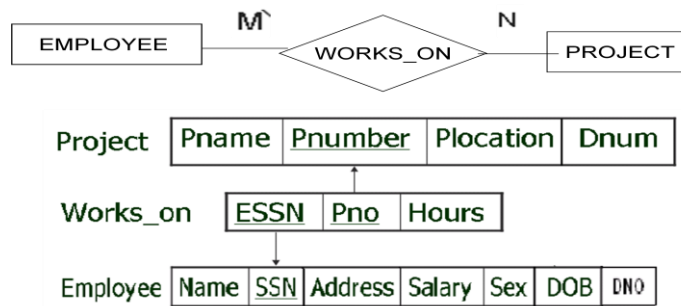 M` N
EMPLOYEE WORKS_ON PROJECT
Project Pname Pnumber Plocation Dnum
Works_on ESSN Pno Hours
Employee Name SSN Address Salary Sex DOB DNO